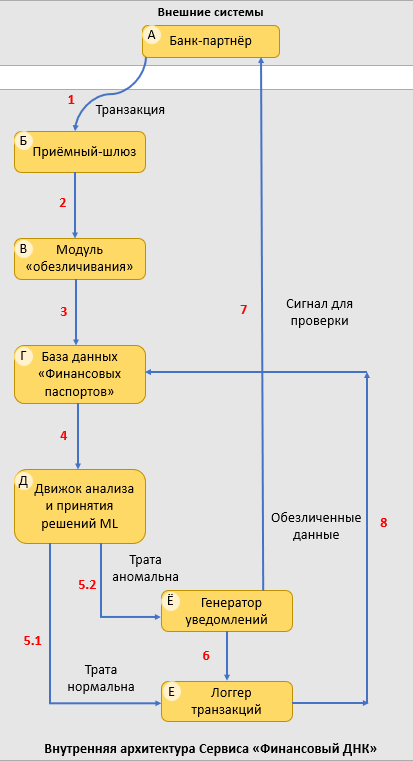 Внешние системы
А
Банк-партнёр
1
Транзакция
Б
Приёмный-шлюз
2
В
Модуль
«обезличивания»
3
7
Сигнал для
проверки
Г
База данных
«Финансовых
паспортов»
4
Д
Движок анализа
и принятия
решений ML
Обезличенные
данные
8
5.2
Трата
аномальна
Ё
Генератор
уведомлений
5.1
6
Трата
нормальна
Е
Логгер
транзакций
Внутренняя архитектура Сервиса «Финансовый ДНК»